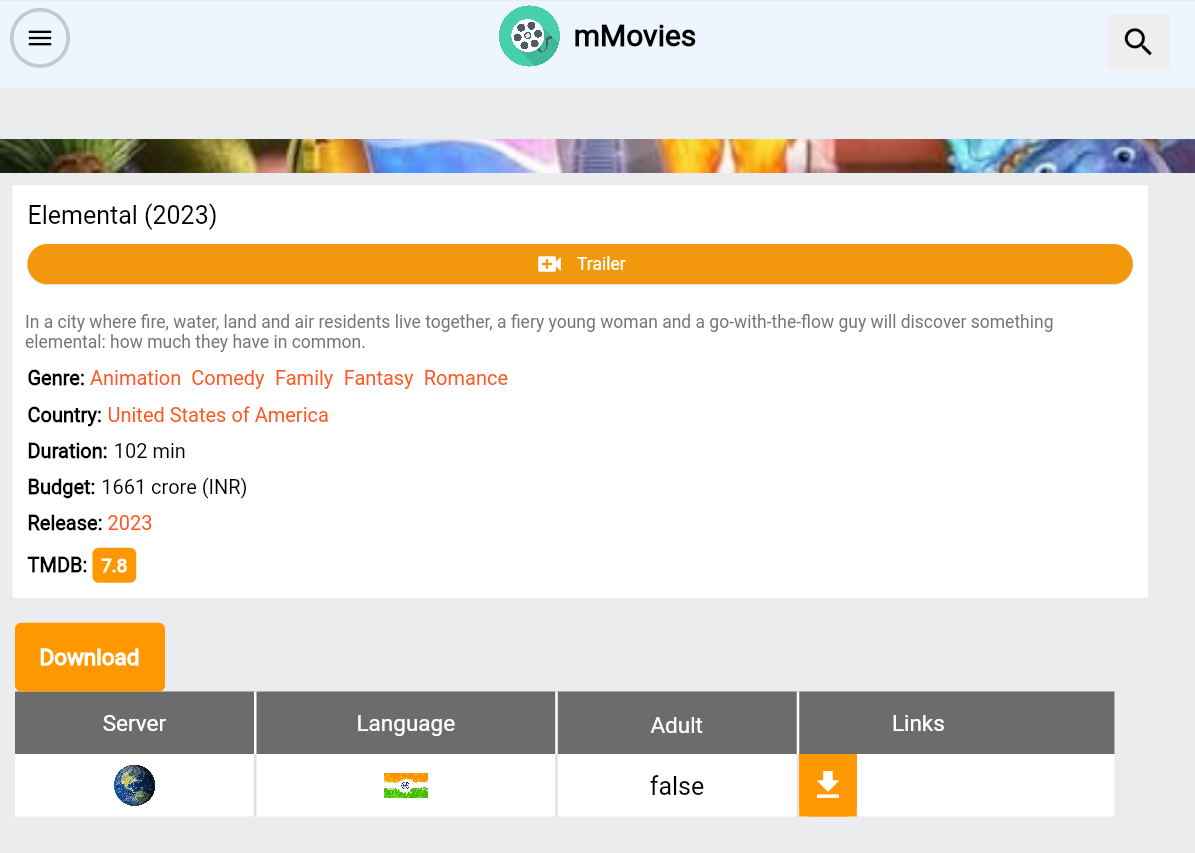 mMovies
Elemental (2023)
Trailer
In a city where fire, water, land and air residents live together, a fiery young woman and a go-with-the-flow guy will discover something
elemental: how much they have in common.
Genre: Animation Comedy Family Fantasy Romance
Country: United States of America
Duration: 102 min
Budget: 1661 crore (INR)
Release: 2023
TMDB: 7.8
Download
Server Language Adult Links
false